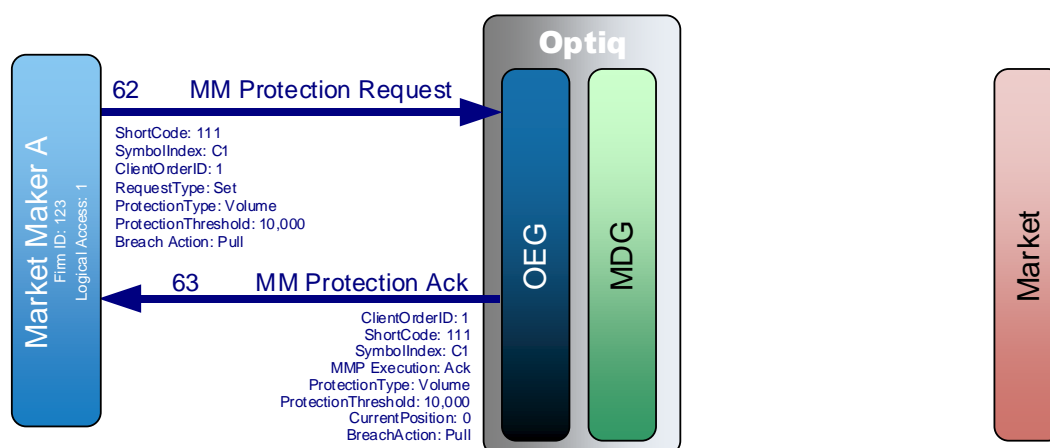 Optiq
62 MM Protection Request
ShortCode: 111
SymbolIndex: C1
ClientOrderID: 1
RequestType: Set
ProtectionType: Volume
ProtectionThreshold: 10,000
Breach Action: Pull
Market Maker A
Firm ID: 123
Logical Access: 1
OEG
MDG
Market
63 MM Protection Ack
ClientOrderID: 1
ShortCode: 111
SymbolIndex: C1
MMP Execution: Ack
ProtectionType: Volume
ProtectionThreshold: 10,000
CurrentPosition: 0
BreachAction: Pull